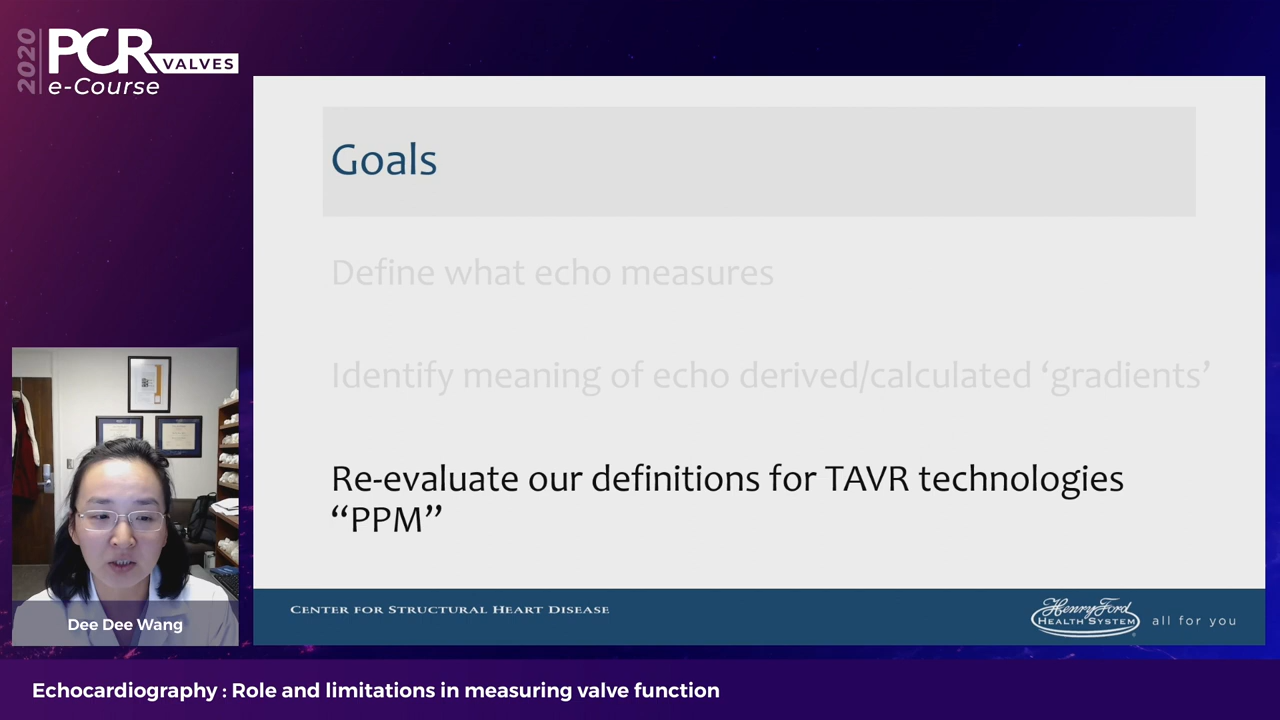 2020
PCR
VALVES
e-Course
Goals
Define what echo measures
Identify meaning of echo derived/calculated ‘gradients’
Re-evaluate our definitions for TAVR technologies
“PPM”
CENTER FOR STRUCTURAL HEART DISEASE
Henry Ford
HEALTH SYSTEM
®
all for you
Dee Dee Wang
Echocardiography : Role and limitations in measuring valve function